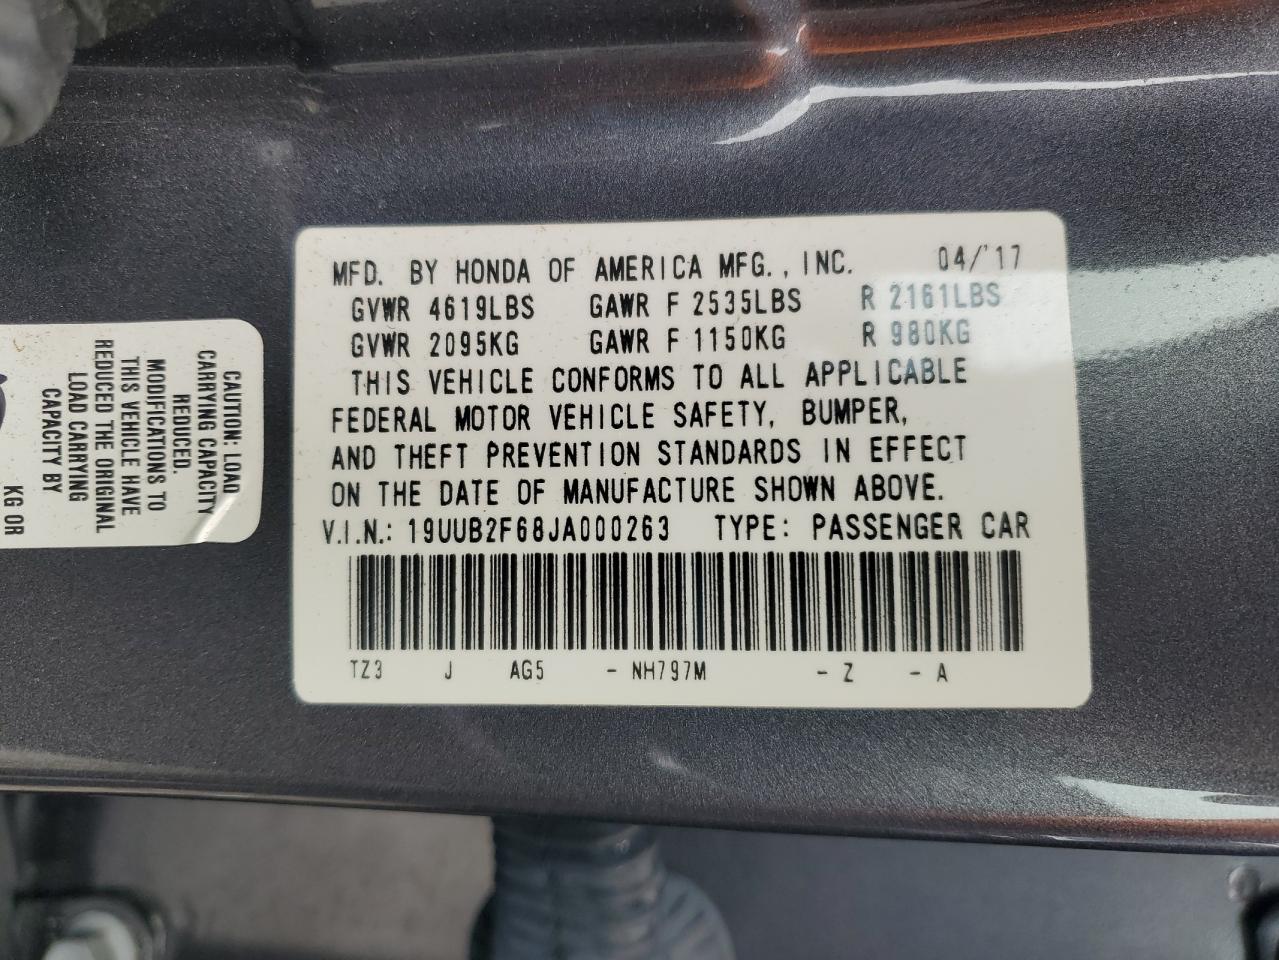 MFD. BY HONDA OF AMERICA MFG., INC. 04/'17
GVWR 4619LBS GAWR F 2535LBS R 2161LBS
GVWR 2095KG GAWR F 1150KG R 980KG
THIS VEHICLE CONFORMS TO ALL APPLICABLE
FEDERAL MOTOR VEHICLE SAFETY, BUMPER,
AND THEFT PREVENTION STANDARDS IN EFFECT
ON THE DATE OF MANUFACTURE SHOWN ABOVE.
V.I.N.: 19UUB2F68JA000263 TYPE: PASSENGER CAR
TZ3 J AG5 - NH797M - Z - A
CAUTION: LOAD
CARRYING CAPACITY
REDUCED.
MODIFICATIONS TO
THIS VEHICLE HAVE
REDUCED THE ORIGINAL
LOAD CARRYING
CAPACITY BY
KG OR